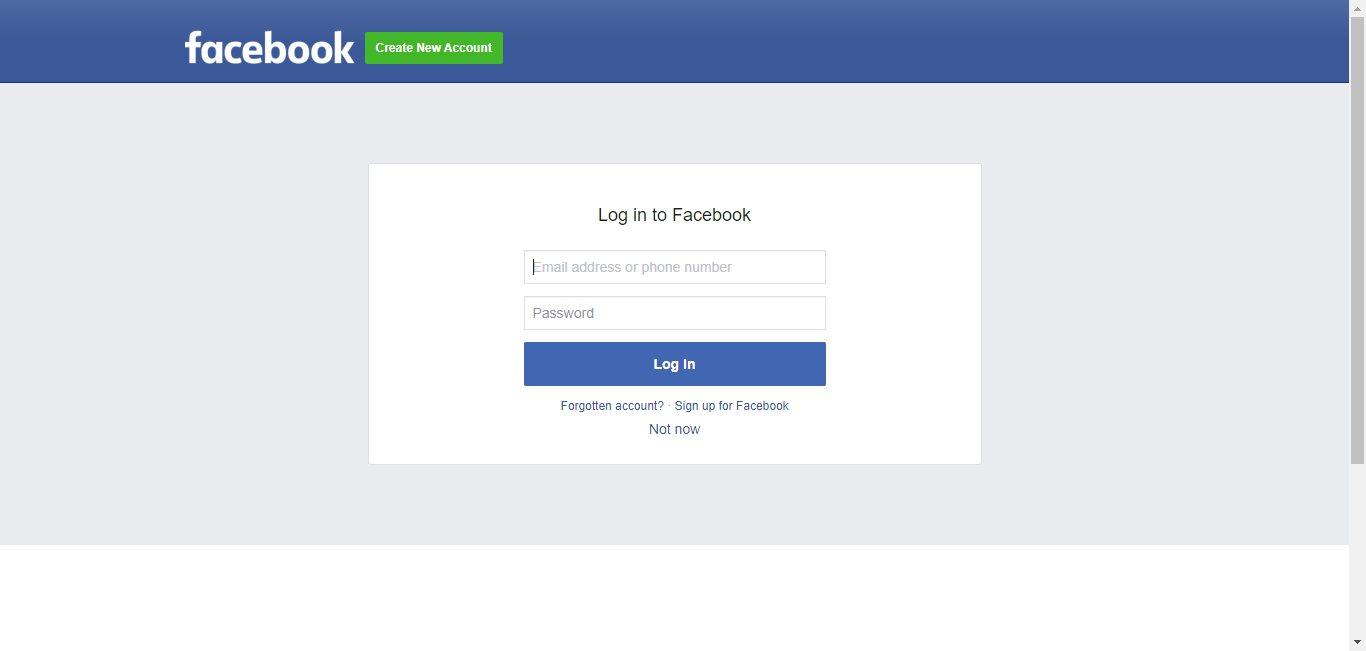 facebook
Create New Account
Log in to Facebook
Email address or phone number
Password
Log In
Forgotten account? · Sign up for Facebook
Not now